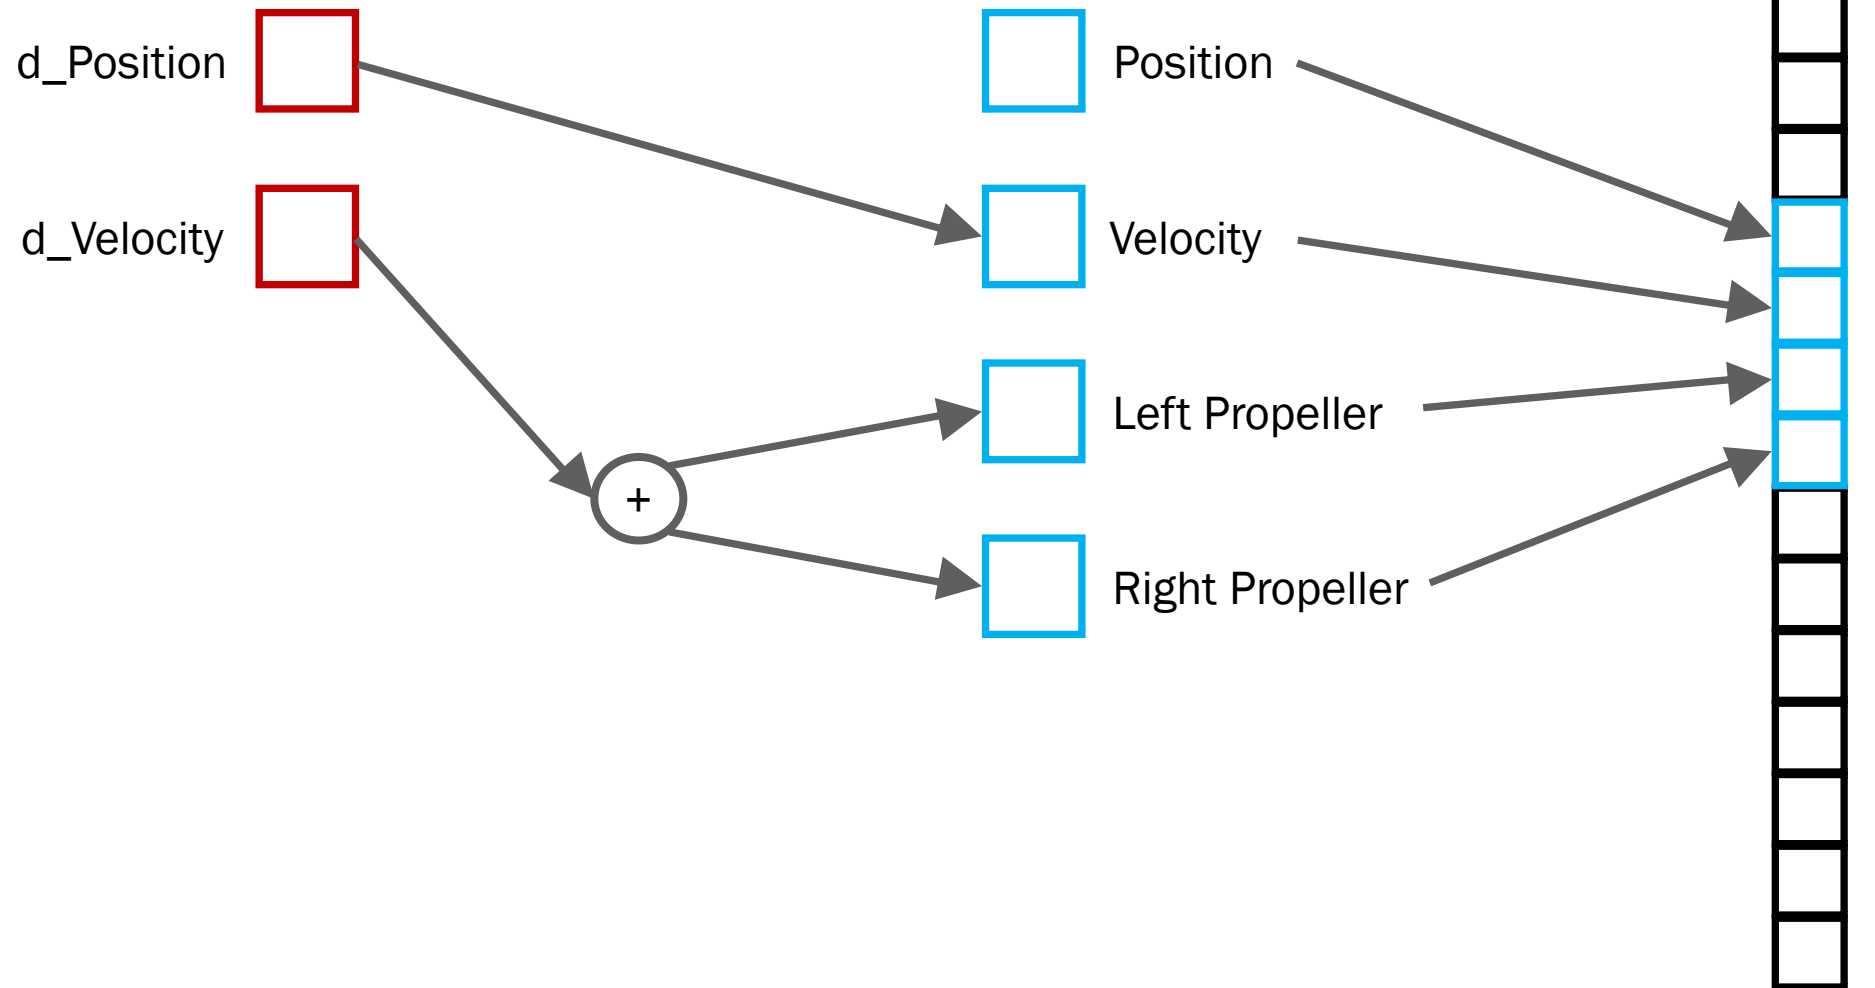 d_Position
Position
d_Velocity
Velocity
Left Propeller
+
Right Propeller